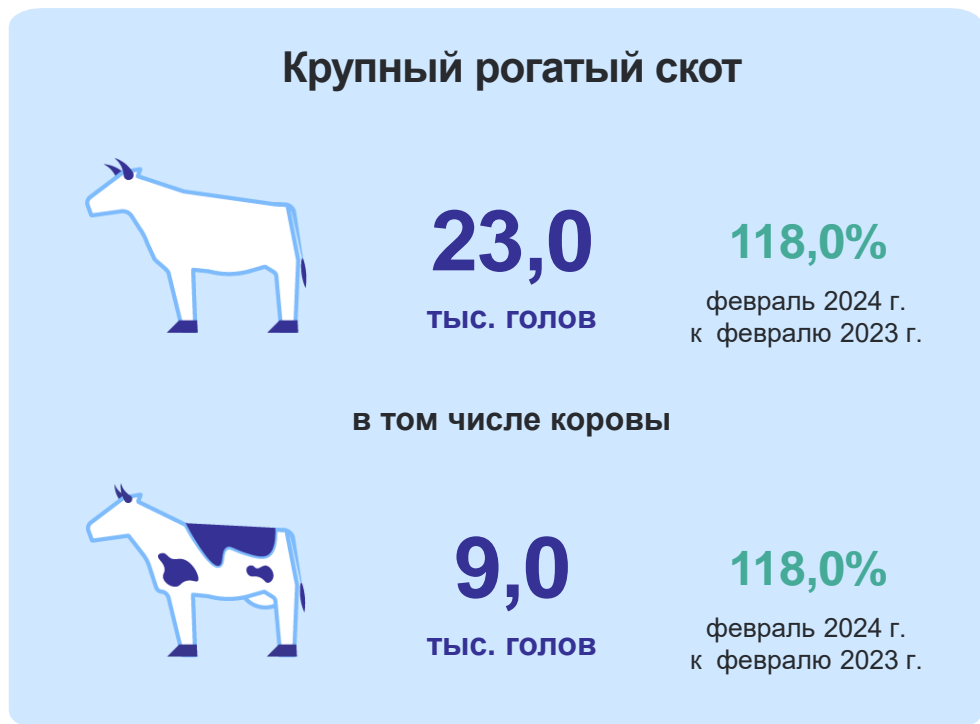 Крупный рогатый скот
23,0
тыс. голов
118,0%
февраль 2024 г.
к февралю 2023 г.
в том числе коровы
9,0
тыс. голов
118,0%
февраль 2024 г.
к февралю 2023 г.